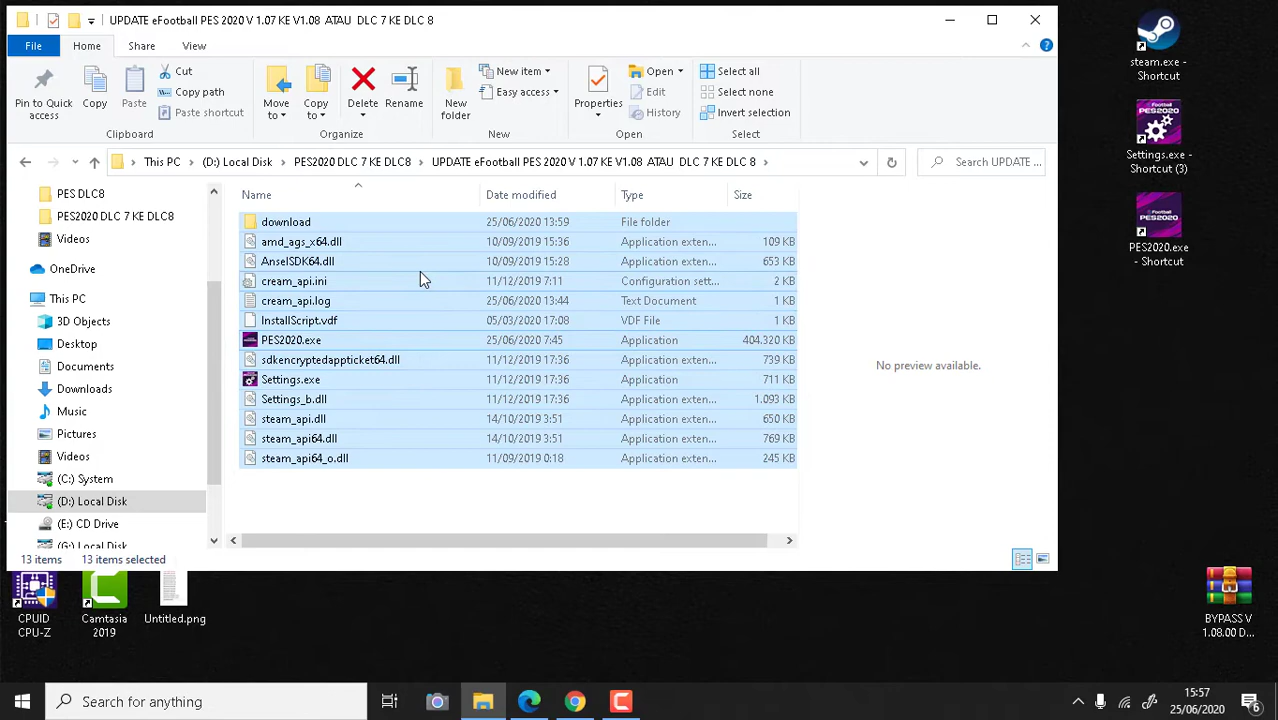 UPDATE eFootball PES 2020 V 1.07 KE V1.08 ATAU DLC 7 KE DLC 8
File Home Share View
Pin to Quick access
Copy
Paste
Cut
Copy path
Paste shortcut
Clipboard
Move to
Copy to
Delete
Rename
Organize
New folder
New item
Easy access
New
Properties
Open
Edit
History
Open
Select all
Select none
Invert selection
Select
This PC > (D:) Local Disk > PES2020 DLC 7 KE DLC8 > UPDATE eFootball PES 2020 V 1.07 KE V1.08 ATAU DLC 7 KE DLC 8 >
Search UPDATE ...
PES DLC8
PES2020 DLC 7 KE DLC8
Videos
OneDrive
This PC
3D Objects
Desktop
Documents
Downloads
Music
Pictures
Videos
(C:) System
(D:) Local Disk
(E:) CD Drive
(G:) Local Disk
Name Date modified Type Size
download 25/06/2020 13:59 File folder
amd_ags_x64.dll 10/09/2019 15:36 Application exten... 109 KB
AnselSDK64.dll 10/09/2019 15:28 Application exten... 653 KB
cream_api.ini 11/12/2019 7:11 Configuration sett... 2 KB
cream_api.log 25/06/2020 13:44 Text Document 1 KB
InstallScript.vdf 05/03/2020 17:08 VDF File 1 KB
PES2020.exe 25/06/2020 7:45 Application 404.320 KB
sdkencryptedappticket64.dll 11/12/2019 17:36 Application exten... 739 KB
Settings.exe 11/12/2019 17:36 Application 711 KB
Settings_b.dll 11/12/2019 17:36 Application exten... 1.093 KB
steam_api.dll 14/10/2019 3:51 Application exten... 650 KB
steam_api64.dll 14/10/2019 3:51 Application exten... 769 KB
steam_api64_o.dll 11/09/2019 0:18 Application exten... 245 KB
No preview available.
13 items 13 items selected
steam.exe - Shortcut
Settings.exe - Shortcut (3)
PES2020.exe - Shortcut
BYPASS V 1.08.00 D...
CPUID CPU-Z
Camtasia 2019
Untitled.png
Search for anything
15:57
25/06/2020
6